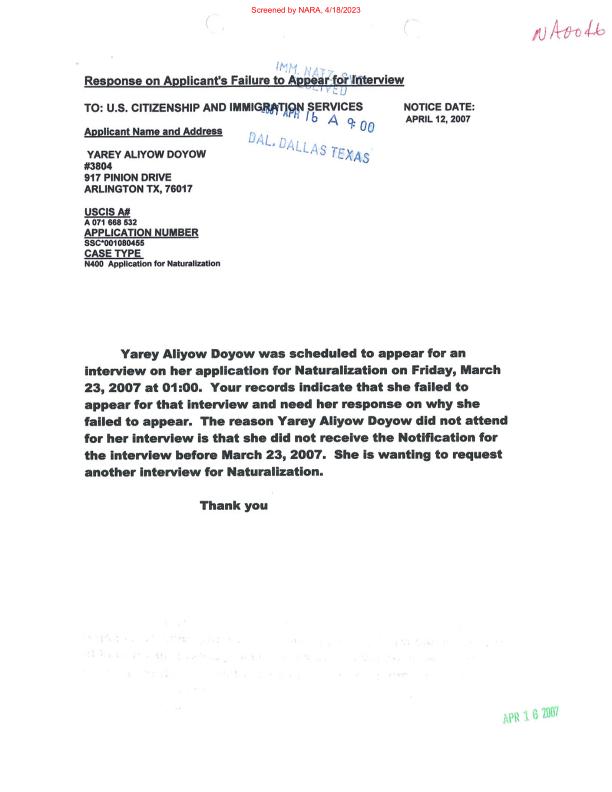 Screened by NARA, 4/18/2023
NA0046
IMM. NATZ.
Response on Applicant's Failure to Appear for Interview
TO: U.S. CITIZENSHIP AND IMMIGRATION SERVICES
NOTICE DATE:
APRIL 12, 2007
2007 APR 16 A 9:00
DAL. DALLAS TEXAS
Applicant Name and Address
YAREY ALIYOW DOYOW
#3804
917 PINION DRIVE
ARLINGTON TX, 76017
USCIS A#
A 071 668 532
APPLICATION NUMBER
SSC*001080455
CASE TYPE
N400 Application for Naturalization
Yarey Aliyow Doyow was scheduled to appear for an
interview on her application for Naturalization on Friday, March
23, 2007 at 01:00. Your records indicate that she failed to
appear for that interview and need her response on why she
failed to appear. The reason Yarey Aliyow Doyow did not attend
for her interview is that she did not receive the Notification for
the interview before March 23, 2007. She is wanting to request
another interview for Naturalization.
Thank you
APR 16 2007